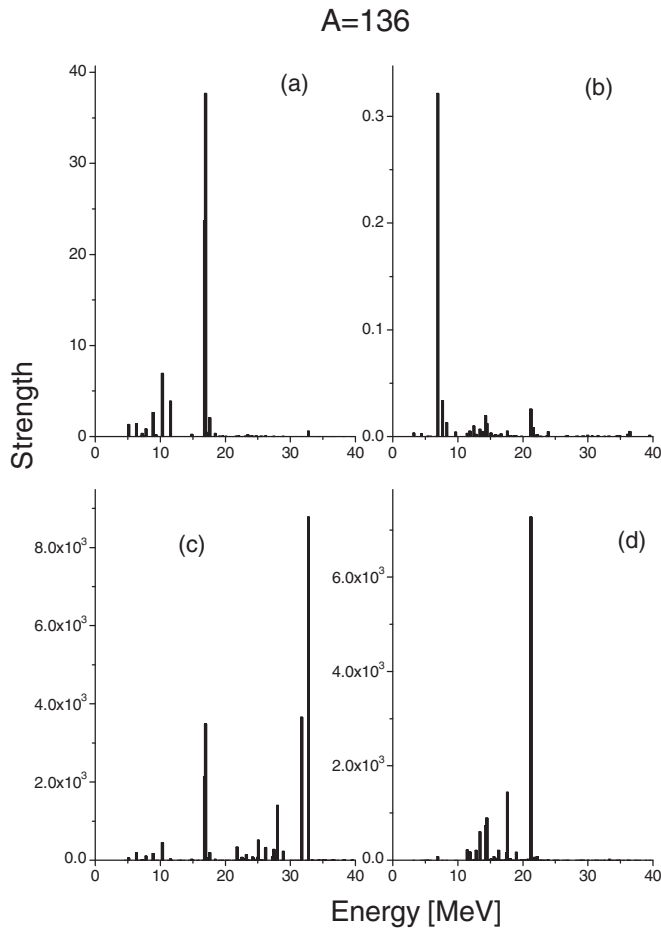 A=136
(a)
(b)
40
30
20
10
0
0 10 20 30 40
0.3
0.2
0.1
0.0
0 10 20 30 40
Strength
(c)
(d)
8.0x10³
6.0x10³
4.0x10³
2.0x10³
0.0
0 10 20 30 40
6.0x10³
4.0x10³
2.0x10³
0.0
0 10 20 30 40
Energy [MeV]